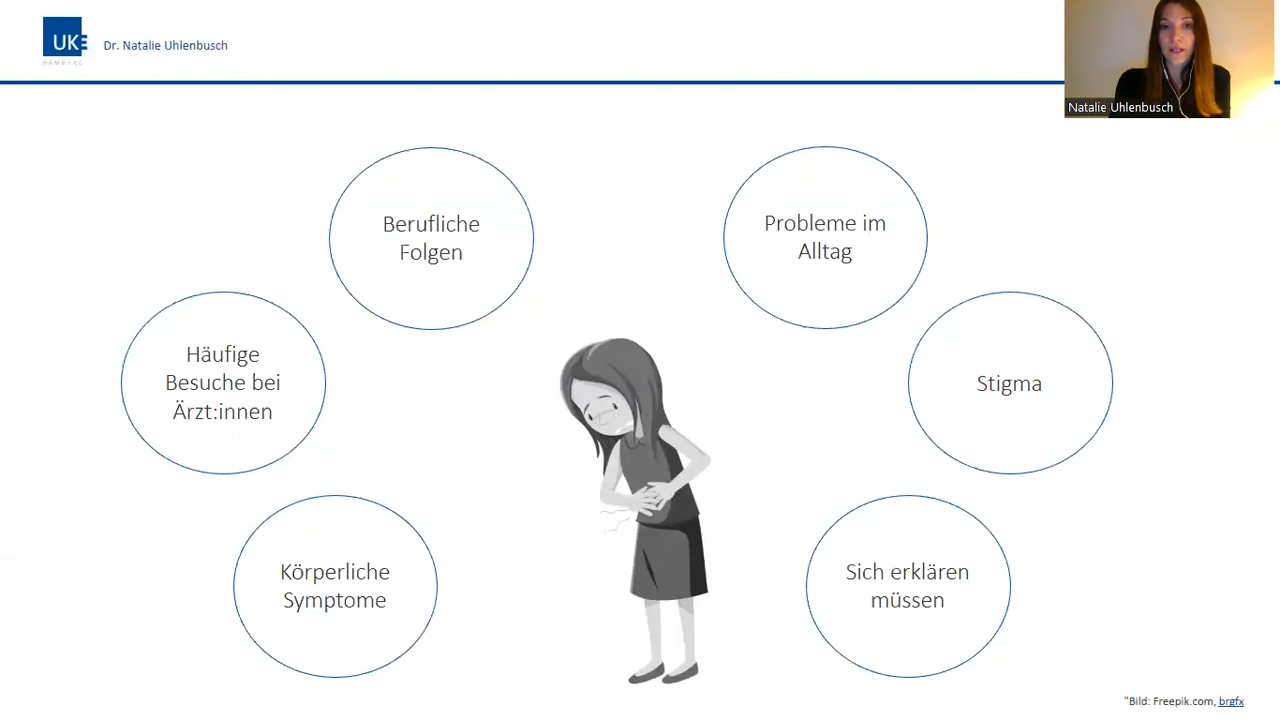 UKE
HAMBURG
Dr. Natalie Uhlenbusch
Natalie Uhlenbusch
Berufliche
Folgen
Probleme im
Alltag
Häufige
Besuche bei
Ärzt:innen
Stigma
Körperliche
Symptome
Sich erklären
müssen
"Bild: Freepik.com, brgfx